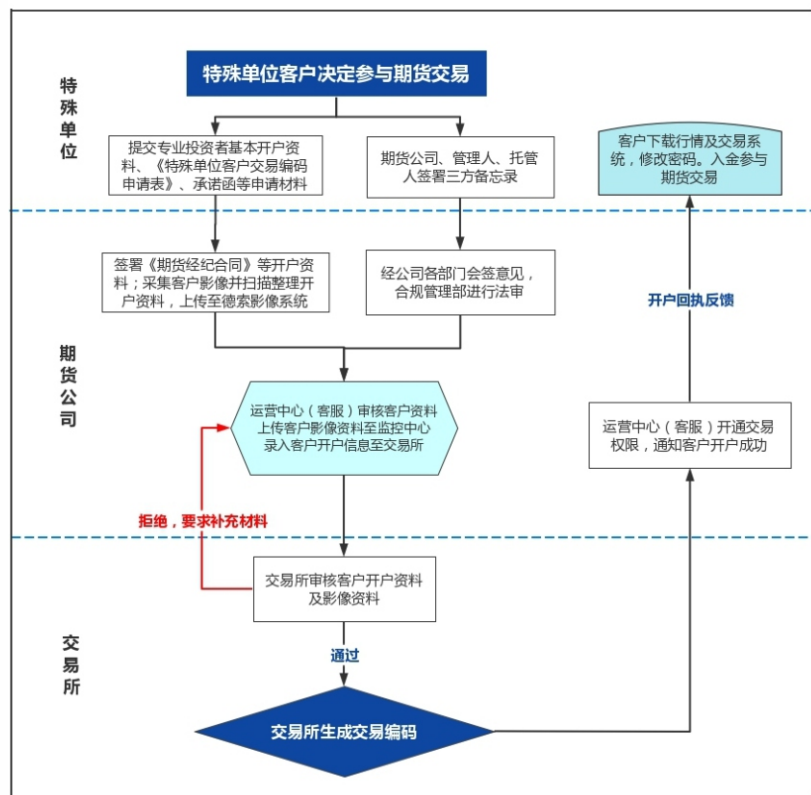 特殊单位
特殊单位客户决定参与期货交易
提交专业投资者基本开户资
料、《特殊单位客户交易编码
申请表》、承诺函等申请材料
期货公司、管理人、托管
人签署三方备忘录
客户下载行情及交易系
统，修改密码。入金参与
期货交易
期货公司
签署《期货经纪合同》等开户资
料；采集客户影像并扫描整理开
户资料，上传至德索影像系统
经公司各部门会签意见，
合规管理部进行法审
开户回执反馈
运营中心（客服）审核客户资料
上传客户影像资料至监控中心
录入客户开户信息至交易所
运营中心（客服）开通交易
权限，通知客户开户成功
拒绝，要求补充材料
交易所
交易所审核客户开户资料
及影像资料
通过
交易所生成交易编码